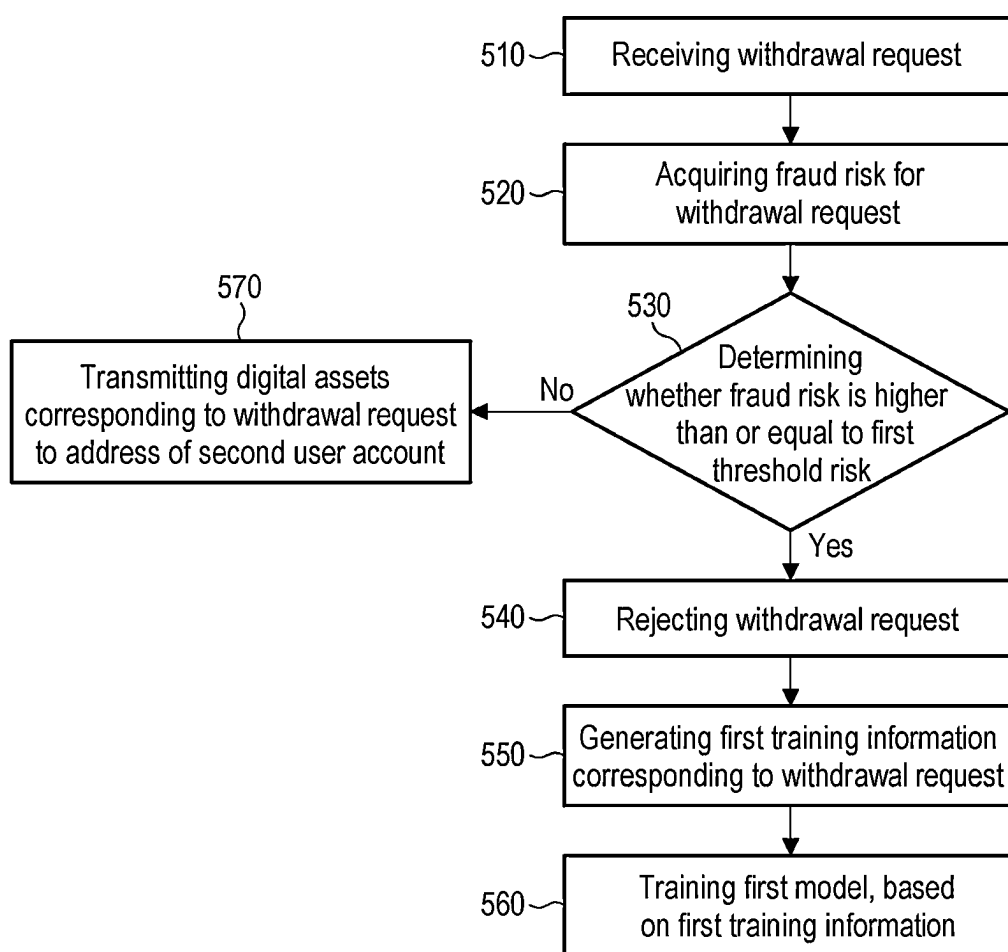 510
Receiving withdrawal request
520
Acquiring fraud risk for
withdrawal request
570
Transmitting digital assets
corresponding to withdrawal request
to address of second user account
No
530
Determining
whether fraud risk is higher
than or equal to first
threshold risk
Yes
540
Rejecting withdrawal request
550
Generating first training information
corresponding to withdrawal request
560
Training first model, based
on first training information